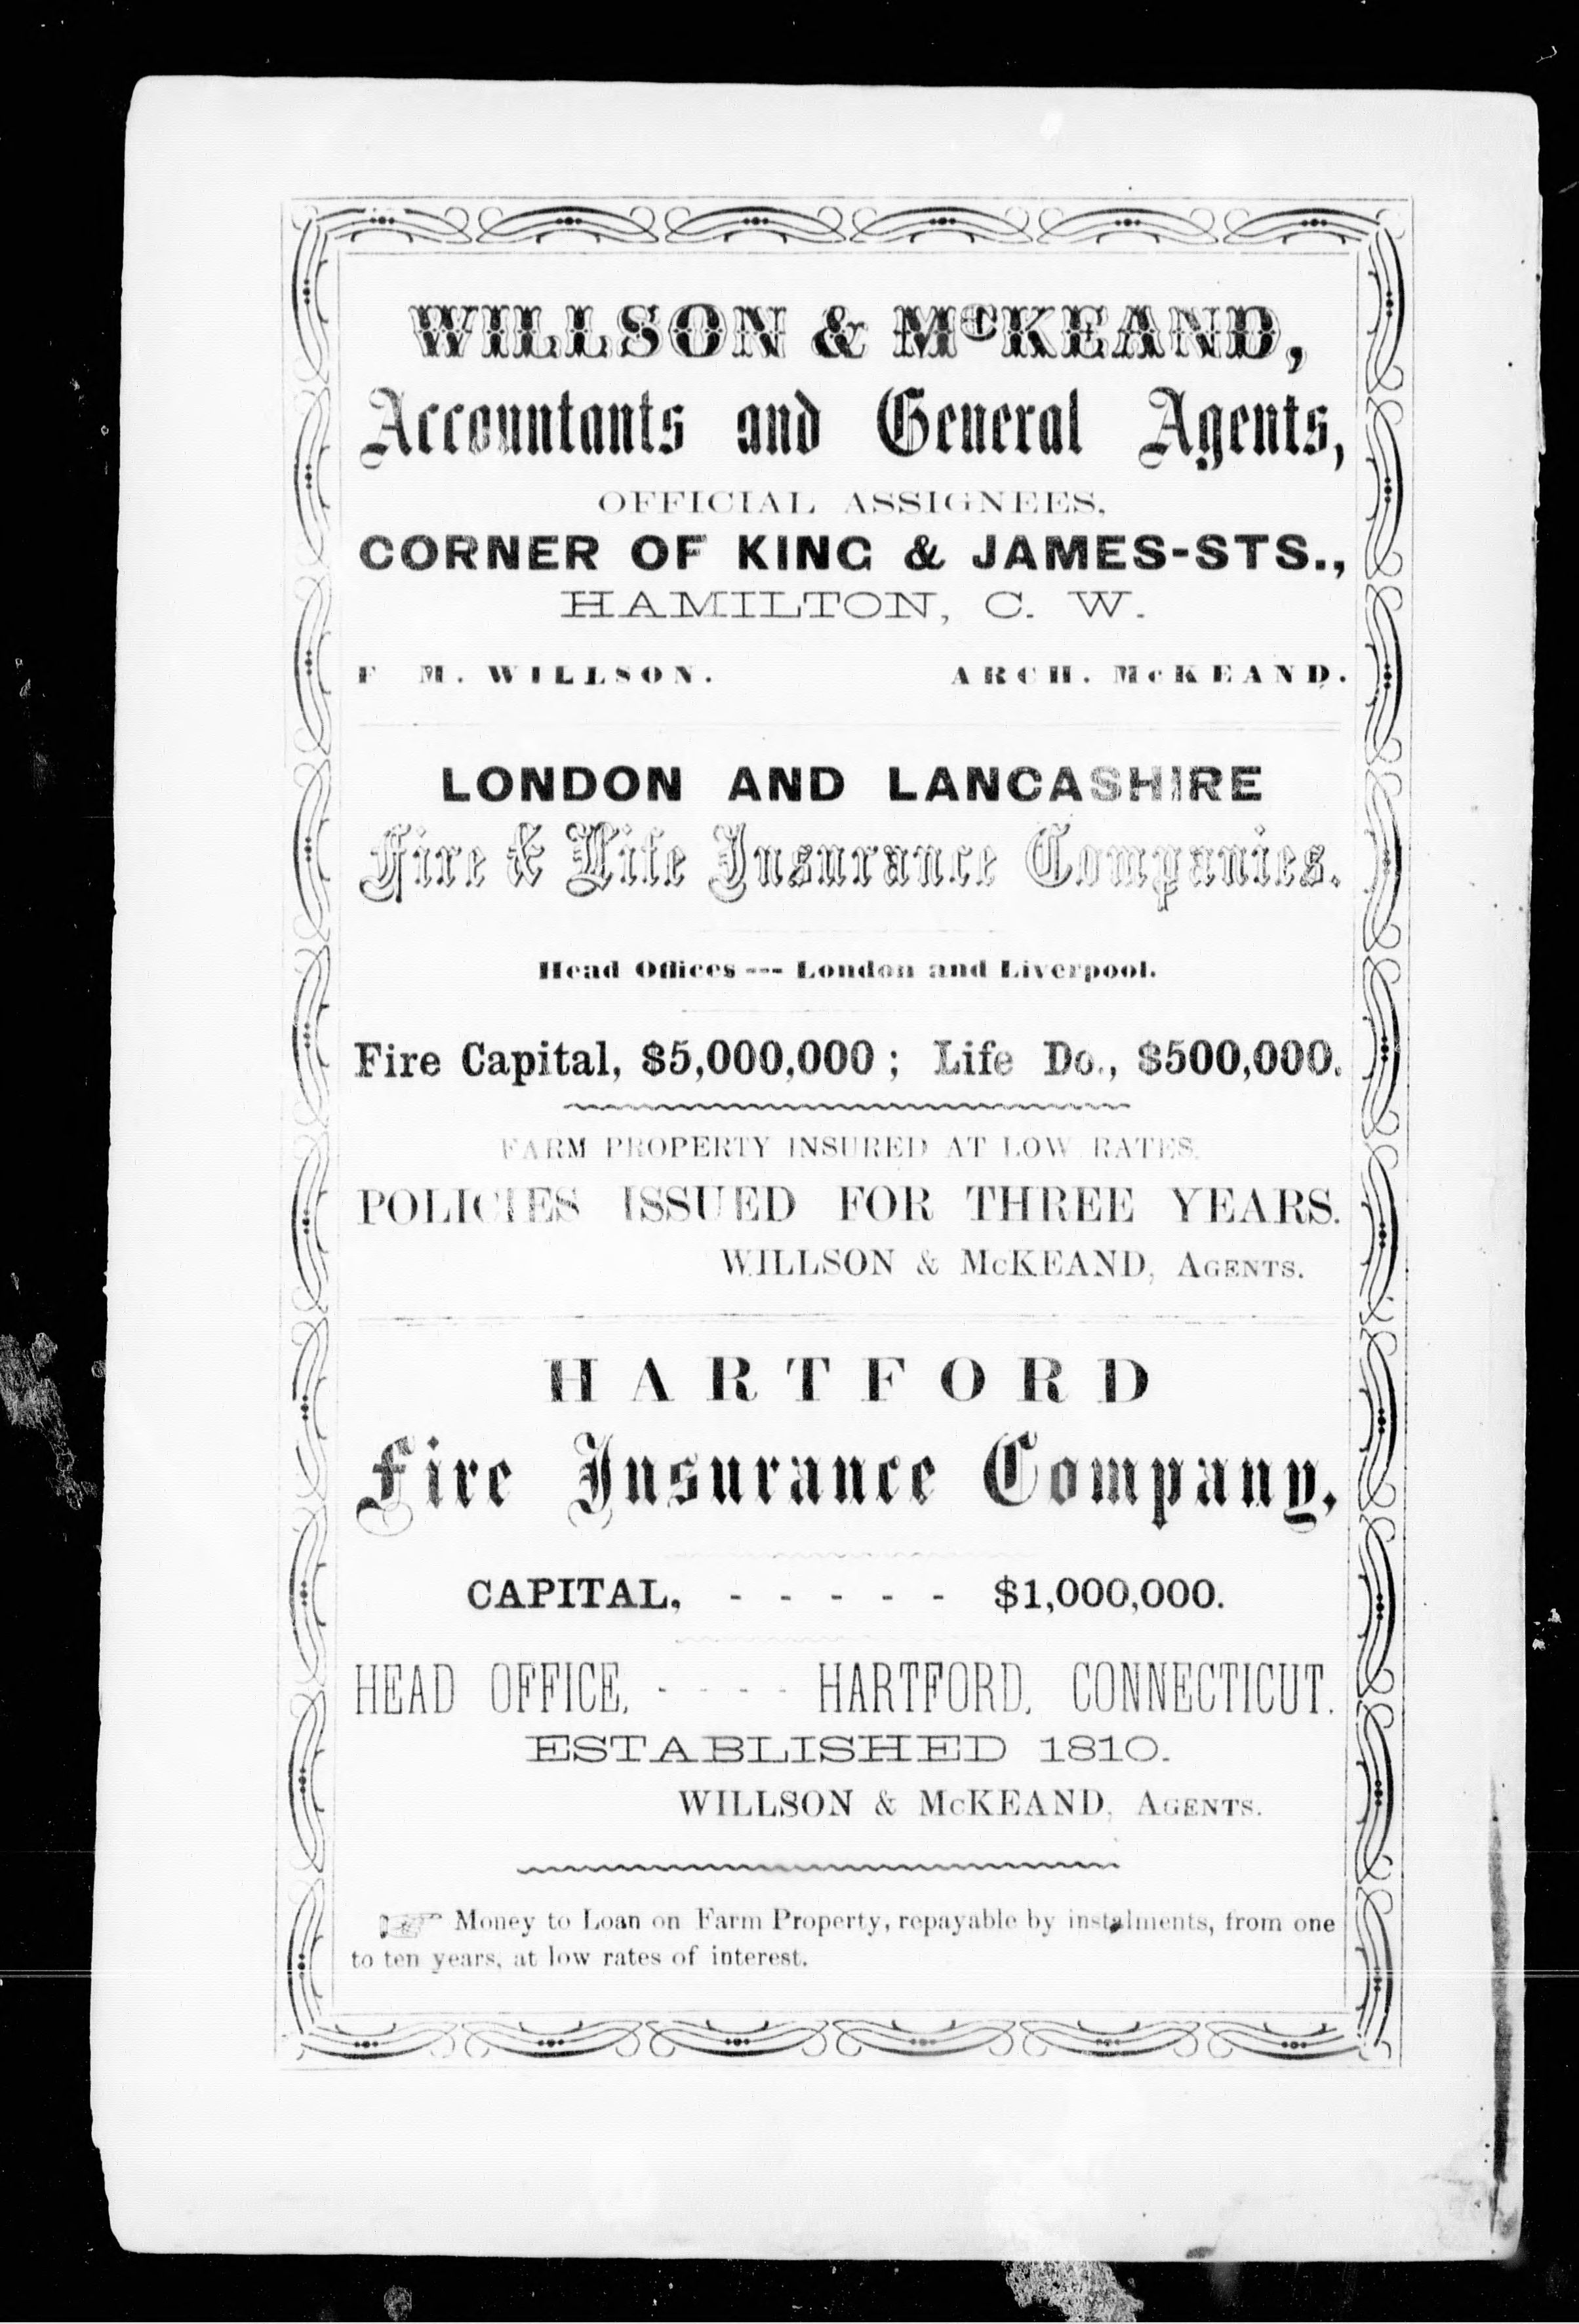 WILLSON & McKEAND,
Accountants and General Agents,
OFFICIAL ASSIGNEES,
CORNER OF KING & JAMES-STS.,
HAMILTON, C. W.
F M. WILLSON. ARCH. McKEAND.
LONDON AND LANCASHIRE
Fire & Life Insurance Companies.
Head Offices --- London and Liverpool.
Fire Capital, $5,000,000 ; Life Do., $500,000.
FARM PROPERTY INSURED AT LOW RATES.
POLICIES ISSUED FOR THREE YEARS.
WILLSON & McKEAND, AGENTS.
HARTFORD
Fire Insurance Company,
CAPITAL, - - - - - $1,000,000.
HEAD OFFICE, - - - - HARTFORD, CONNECTICUT.
ESTABLISHED 1810.
WILLSON & McKEAND, AGENTS.
☞ Money to Loan on Farm Property, repayable by instalments, from one
to ten years, at low rates of interest.